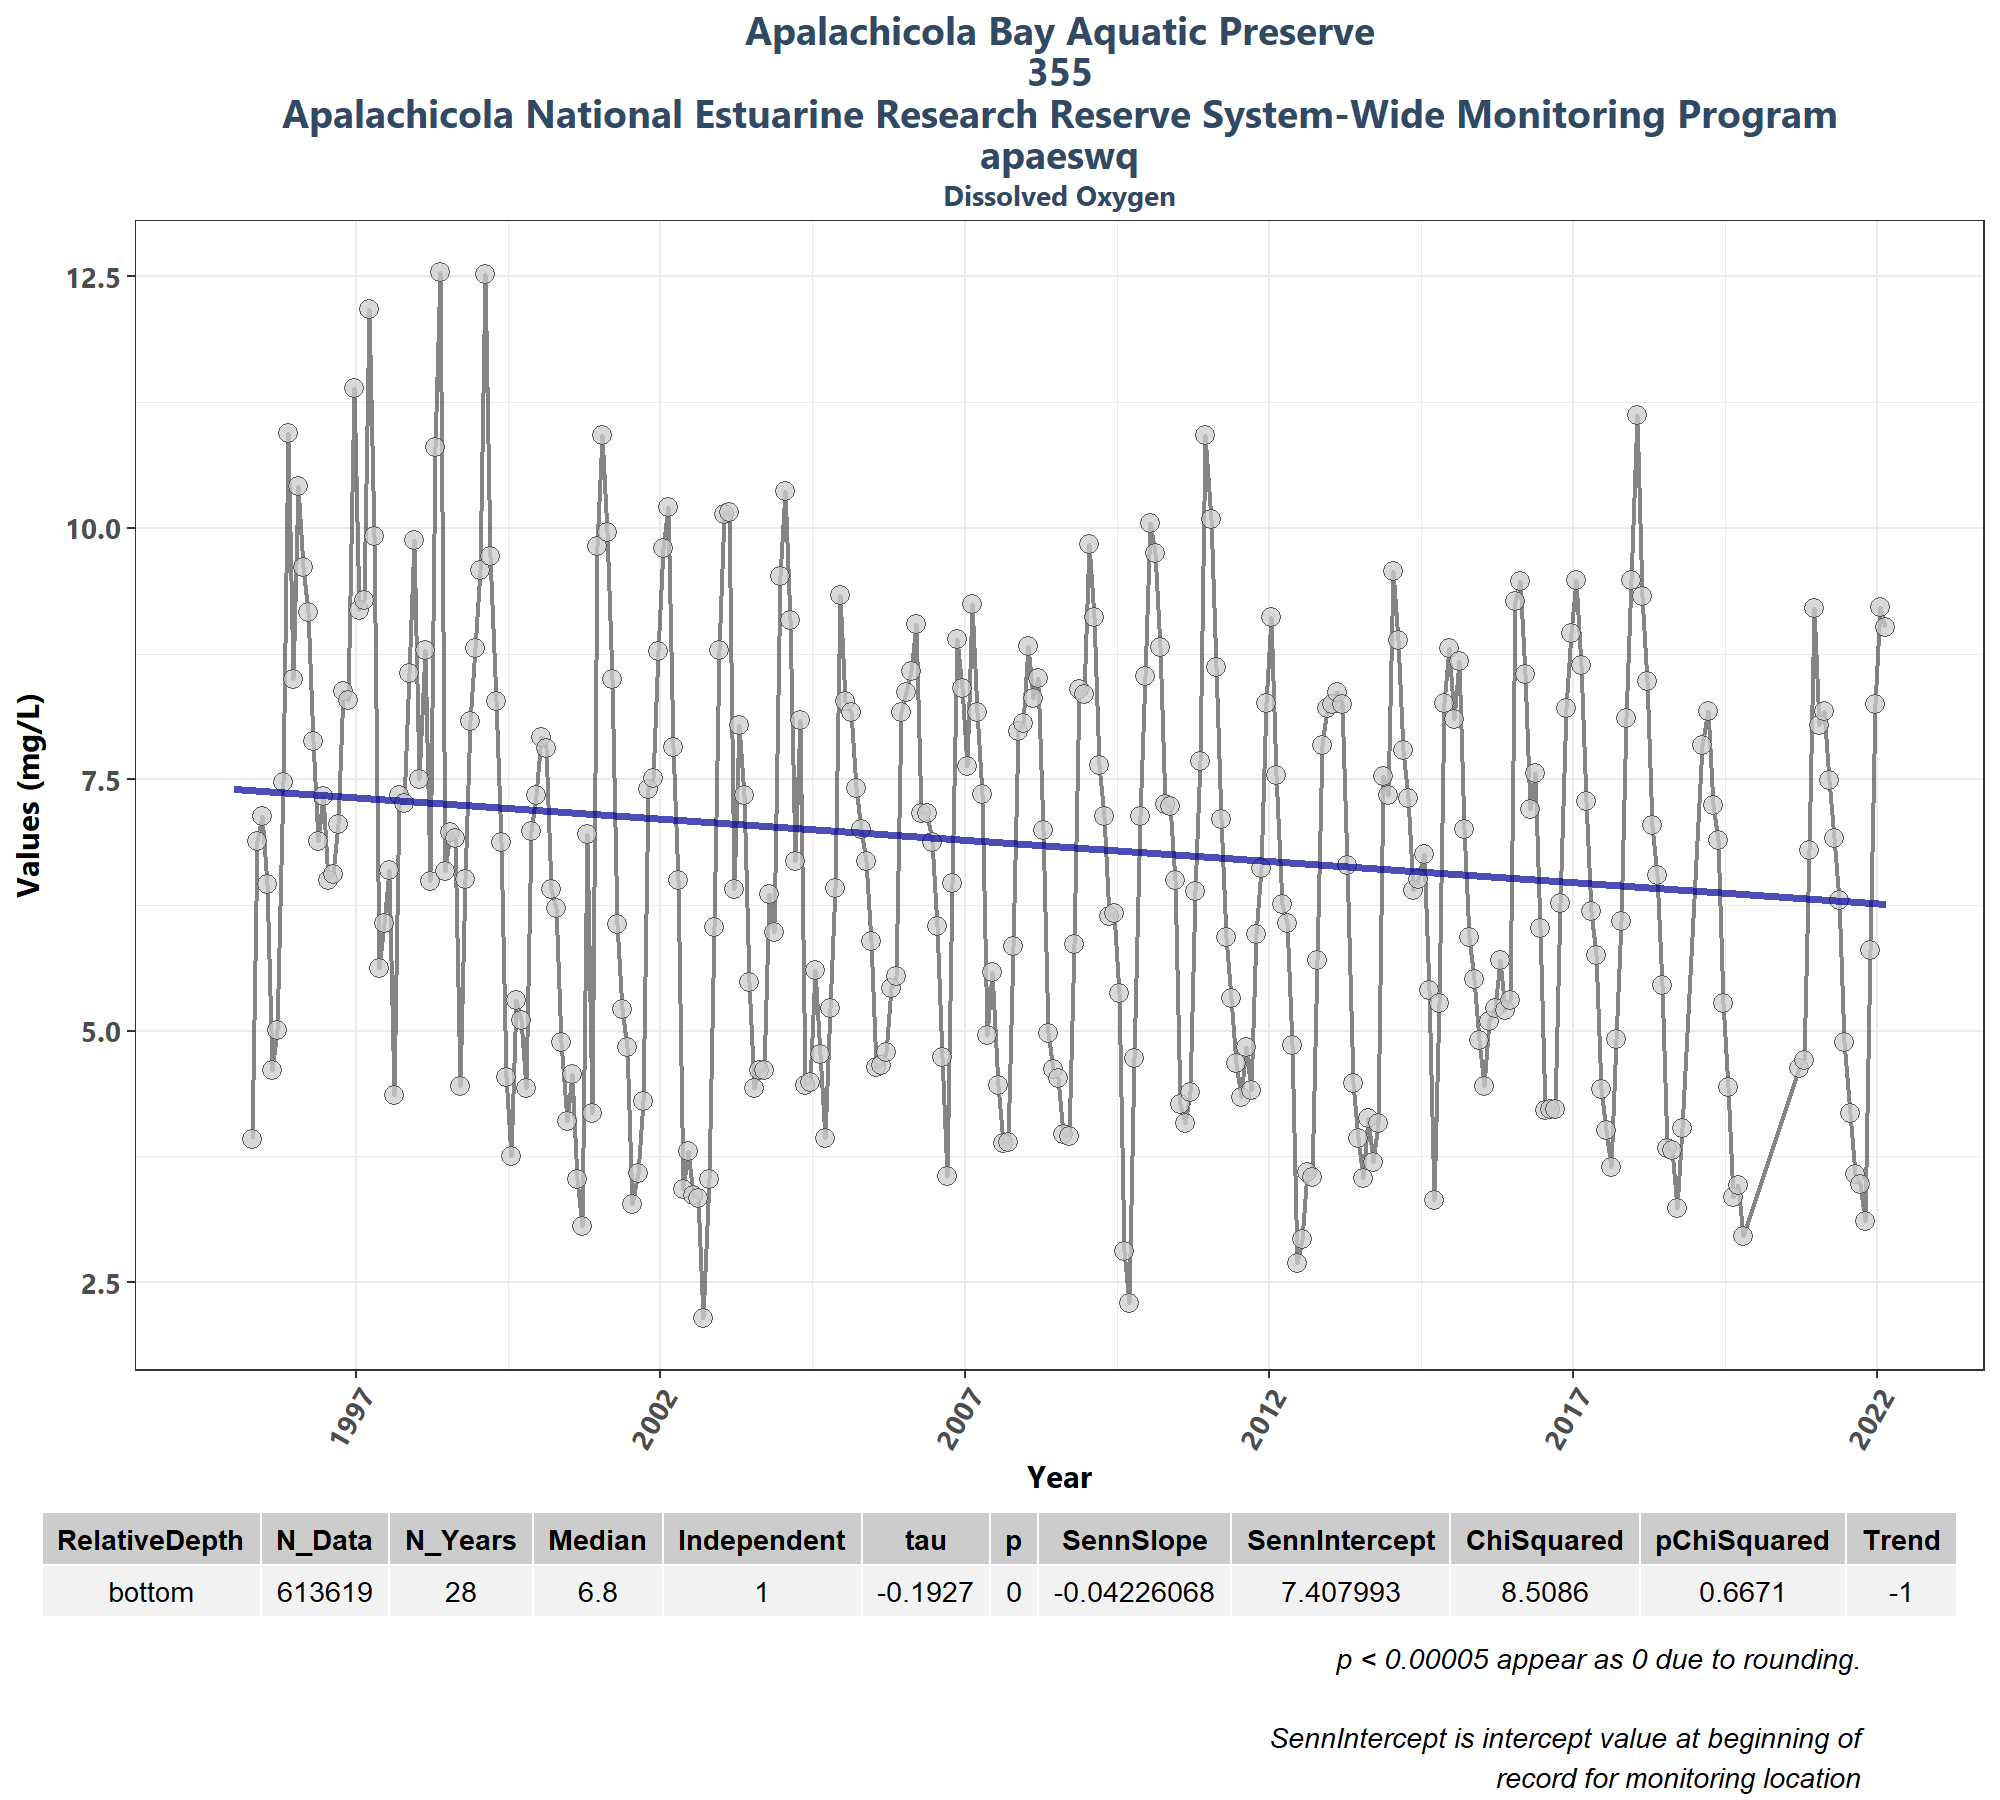 Apalachicola Bay Aquatic Preserve
355
Apalachicola National Estuarine Research Reserve System-Wide Monitoring Program
apaeswq
Dissolved Oxygen
12.5
10.0
7.5
5.0
2.5
Values (mg/L)
1997 2002 2007 2012 2017 2022
Year
RelativeDepth N_Data N_Years Median Independent tau p SennSlope SennIntercept ChiSquared pChiSquared Trend
bottom 613619 28 6.8 1 -0.1927 0 -0.04226068 7.407993 8.5086 0.6671 -1
p < 0.00005 appear as 0 due to rounding.
SennIntercept is intercept value at beginning of
record for monitoring location